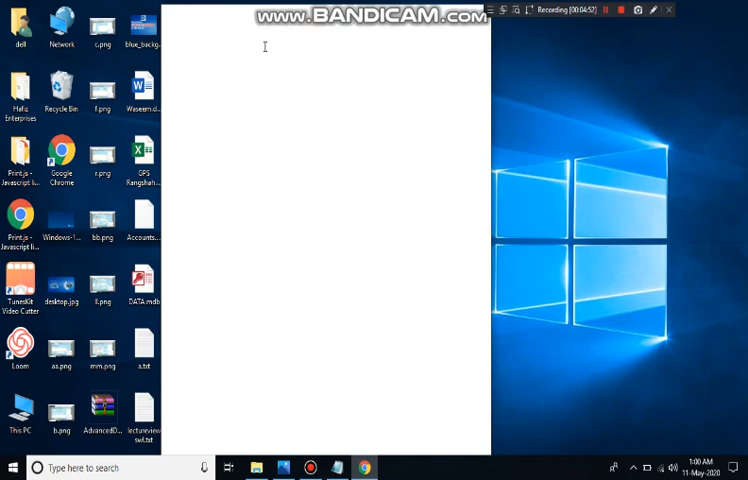 www.BANDICAM.com
Recording [00:04:52]
dell
Network
c.png
blue_backg...
Hafiz
Enterprises
Recycle Bin
f.png
Waseem.d...
Print.js -
Javascript li...
Google
Chrome
r.png
GPS
Rangshah...
Print.js -
Javascript li...
Windows-1...
bb.png
Accounts...
TunesKit
Video Cutter
desktop.jpg
ll.png
DATA.mdb
Loom
aa.png
mm.png
a.txt
This PC
b.png
AdvancedD...
lectureview
swl.txt
Type here to search
1:00 AM
11-May-2020